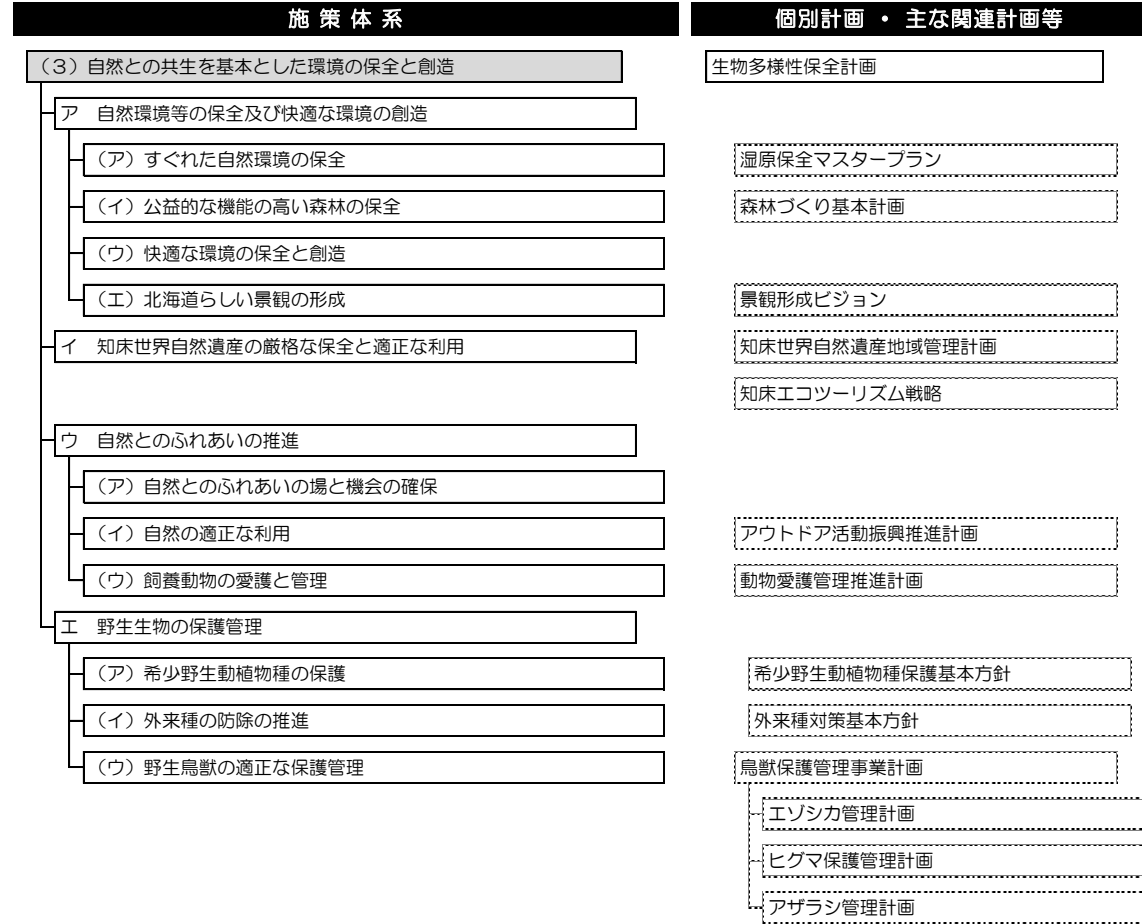 施策体系
個別計画 ・ 主な関連計画等
（３）自然との共生を基本とした環境の保全と創造
生物多様性保全計画
ア　自然環境等の保全及び快適な環境の創造
（ア）すぐれた自然環境の保全
湿原保全マスタープラン
（イ）公益的な機能の高い森林の保全
森林づくり基本計画
（ウ）快適な環境の保全と創造
（エ）北海道らしい景観の形成
景観形成ビジョン
イ　知床世界自然遺産の厳格な保全と適正な利用
知床世界自然遺産地域管理計画
知床エコツーリズム戦略
ウ　自然とのふれあいの推進
（ア）自然とのふれあいの場と機会の確保
（イ）自然の適正な利用
アウトドア活動振興推進計画
（ウ）飼養動物の愛護と管理
動物愛護管理推進計画
エ　野生生物の保護管理
（ア）希少野生動植物種の保護
希少野生動植物種保護基本方針
（イ）外来種の防除の推進
外来種対策基本方針
（ウ）野生鳥獣の適正な保護管理
鳥獣保護管理事業計画
エゾシカ管理計画
ヒグマ保護管理計画
アザラシ管理計画